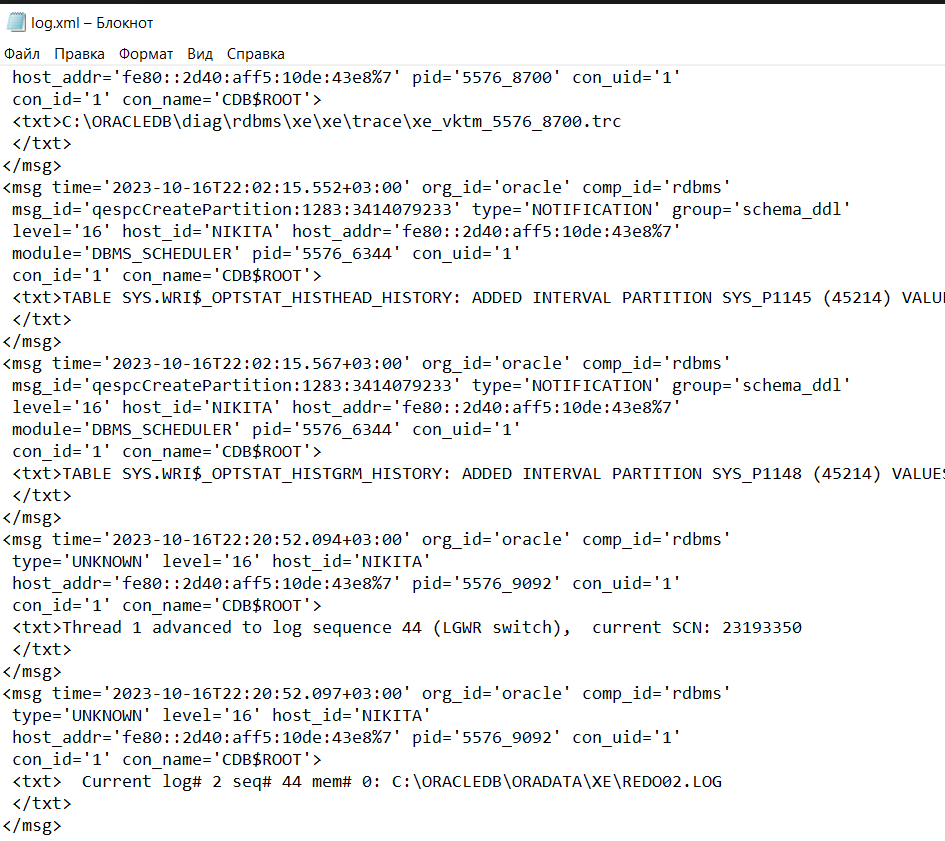 log.xml – Блокнот
Файл Правка Формат Вид Справка
host_addr='fe80::2d40:aff5:10de:43e8%7' pid='5576_8700' con_uid='1'
con_id='1' con_name='CDB$ROOT'>
<txt>C:\ORACLEDB\diag\rdbms\xe\xe\trace\xe_vktm_5576_8700.trc
</txt>
</msg>
<msg time='2023-10-16T22:02:15.552+03:00' org_id='oracle' comp_id='rdbms'
msg_id='qespcCreatePartition:1283:3414079233' type='NOTIFICATION' group='schema_ddl'
level='16' host_id='NIKITA' host_addr='fe80::2d40:aff5:10de:43e8%7'
module='DBMS_SCHEDULER' pid='5576_6344' con_uid='1'
con_id='1' con_name='CDB$ROOT'>
<txt>TABLE SYS.WRI$_OPTSTAT_HISTHEAD_HISTORY: ADDED INTERVAL PARTITION SYS_P1145 (45214)
</txt>
</msg>
<msg time='2023-10-16T22:02:15.567+03:00' org_id='oracle' comp_id='rdbms'
msg_id='qespcCreatePartition:1283:3414079233' type='NOTIFICATION' group='schema_ddl'
level='16' host_id='NIKITA' host_addr='fe80::2d40:aff5:10de:43e8%7'
module='DBMS_SCHEDULER' pid='5576_6344' con_uid='1'
con_id='1' con_name='CDB$ROOT'>
<txt>TABLE SYS.WRI$_OPTSTAT_HISTGRM_HISTORY: ADDED INTERVAL PARTITION SYS_P1148 (45214) VALUES
</txt>
</msg>
<msg time='2023-10-16T22:20:52.094+03:00' org_id='oracle' comp_id='rdbms'
type='UNKNOWN' level='16' host_id='NIKITA'
host_addr='fe80::2d40:aff5:10de:43e8%7' pid='5576_9092' con_uid='1'
con_id='1' con_name='CDB$ROOT'>
<txt>Thread 1 advanced to log sequence 44 (LGWR switch),  current SCN: 23193350
</txt>
</msg>
<msg time='2023-10-16T22:20:52.097+03:00' org_id='oracle' comp_id='rdbms'
type='UNKNOWN' level='16' host_id='NIKITA'
host_addr='fe80::2d40:aff5:10de:43e8%7' pid='5576_9092' con_uid='1'
con_id='1' con_name='CDB$ROOT'>
<txt>  Current log# 2 seq# 44 mem# 0: C:\ORACLEDB\ORADATA\XE\REDO02.LOG
</txt>
</msg>